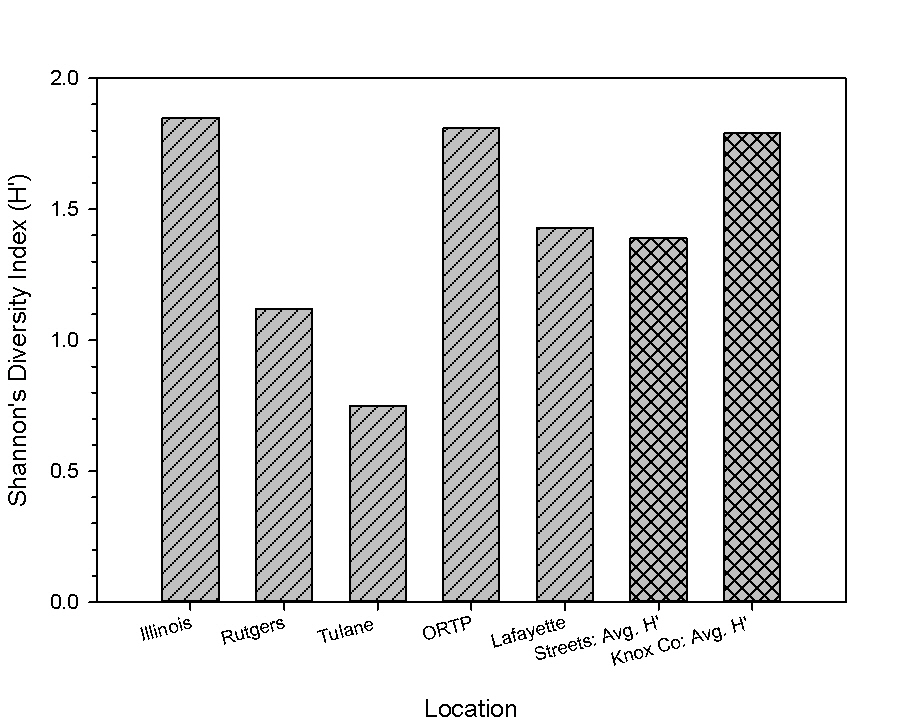 2.0
1.5
1.0
0.5
0.0
Shannon's Diversity Index (H')
Illinois
Rutgers
Tulane
ORTP
Lafayette
Streets: Avg. H'
Knox Co: Avg. H'
Location